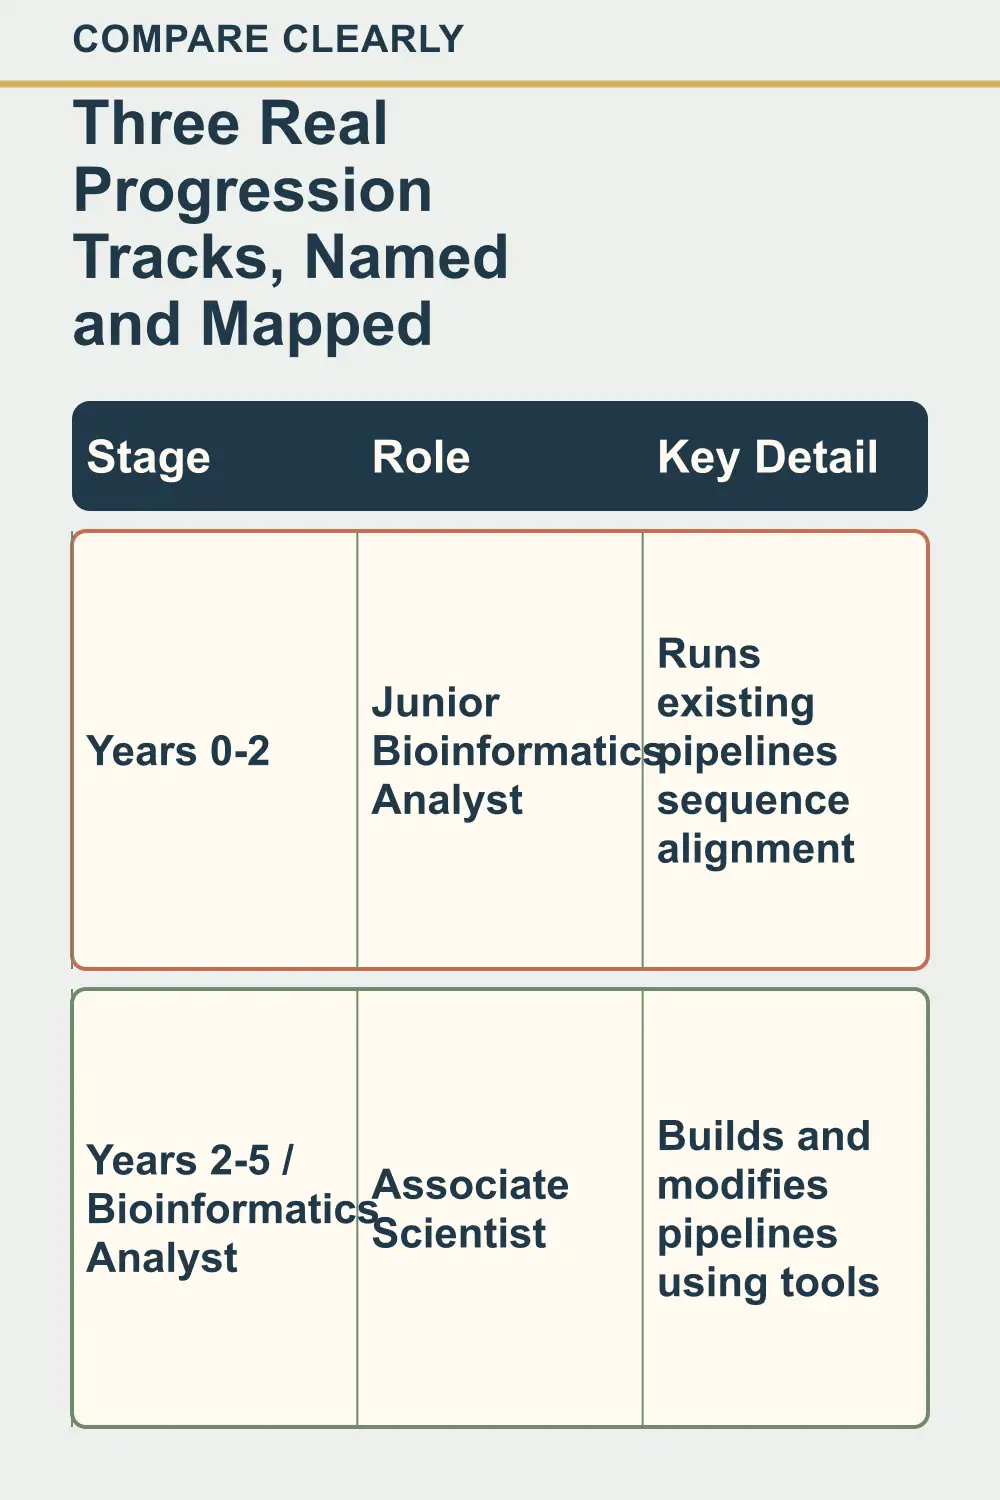 COMPARE CLEARLY
Three Real
Progression
Tracks, Named
and Mapped
Stage
Role
Key Detail
Years 0-2
Junior
Bioinformatics
Analyst
Runs
existing
pipelines
sequence
alignment
Years 2-5 /
Bioinformatics
Analyst
Associate
Scientist
Builds and
modifies
pipelines
using tools